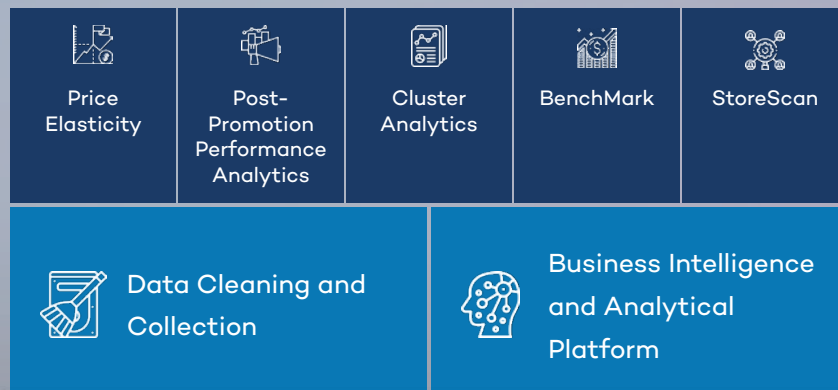 Price
Elasticity
Post-
Promotion
Performance
Analytics
Cluster
Analytics
BenchMark
StoreScan
Data Cleaning and
Collection
Business Intelligence
and Analytical
Platform